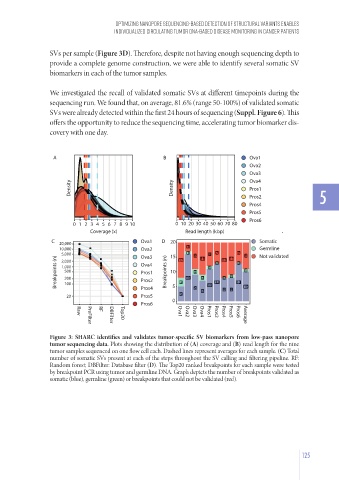 OPTIMIZING NANOPORE SEQUENCING-BASED DETECTION OF STRUCTURAL VARIANTS ENABLES
INDIVIDUALIZED CIRCULATING TUMOR DNA-BASED DISEASE MONITORING IN CANCER PATIENTS
SVs per sample (Figure 3D). Therefore, despite not having enough sequencing depth to
provide a complete genome construction, we were able to identify several somatic SV
biomarkers in each of the tumor samples.
We investigated the recall of validated somatic SVs at different timepoints during the
sequencing run. We found that, on average, 81.6% (range 50-100%) of validated somatic
SVs were already detected within the first 24 hours of sequencing (Suppl. Figure 6). This
offers the opportunity to reduce the sequencing time, accelerating tumor biomarker dis-
covery with one day.
5
A
Density
0 1 2 3 4 5 6 7 8 9 10
Coverage (x)
B
Density
0 10 20 30 40 50 60 70 80
Read length (kbp)
Ova1
Ova2
Ova3
Ova4
Pros1
Pros2
Pros4
Pros5
Pros6
C
Breakpoints (n)
20,000
10,000
5,000
1,000
500
100
20
Raw
PreFilter
RF
DBFilter
Top20
Ova1
Ova2
Ova3
Ova4
Pros1
Pros2
Pros4
Pros5
Pros6
D
Breakpoints (n)
20
15
10
5
0
Ova1
Ova2
Ova3
Ova4
Pros1
Pros2
Pros4
Pros5
Pros6
Average
Somatic
Germline
Not validated
Figure 3: SHARC identifies and validates tumor-specific SV biomarkers from low-pass nanopore
tumor sequencing data. Plots showing the distribution of (A) coverage and (B) read length for the nine
tumor samples sequenced on one flow cell each. Dashed lines represent averages for each sample. (C) Total
number of somatic SVs present at each of the steps throughout the SV calling and filtering pipeline. RF:
Random forest; DBFilter: Database filter (D). The Top20 ranked breakpoints for each sample were tested
by breakpoint PCR using tumor and germline DNA. Graph depicts the number of breakpoints validated as
somatic (blue), germline (green) or breakpoints that could not be validated (red).
125